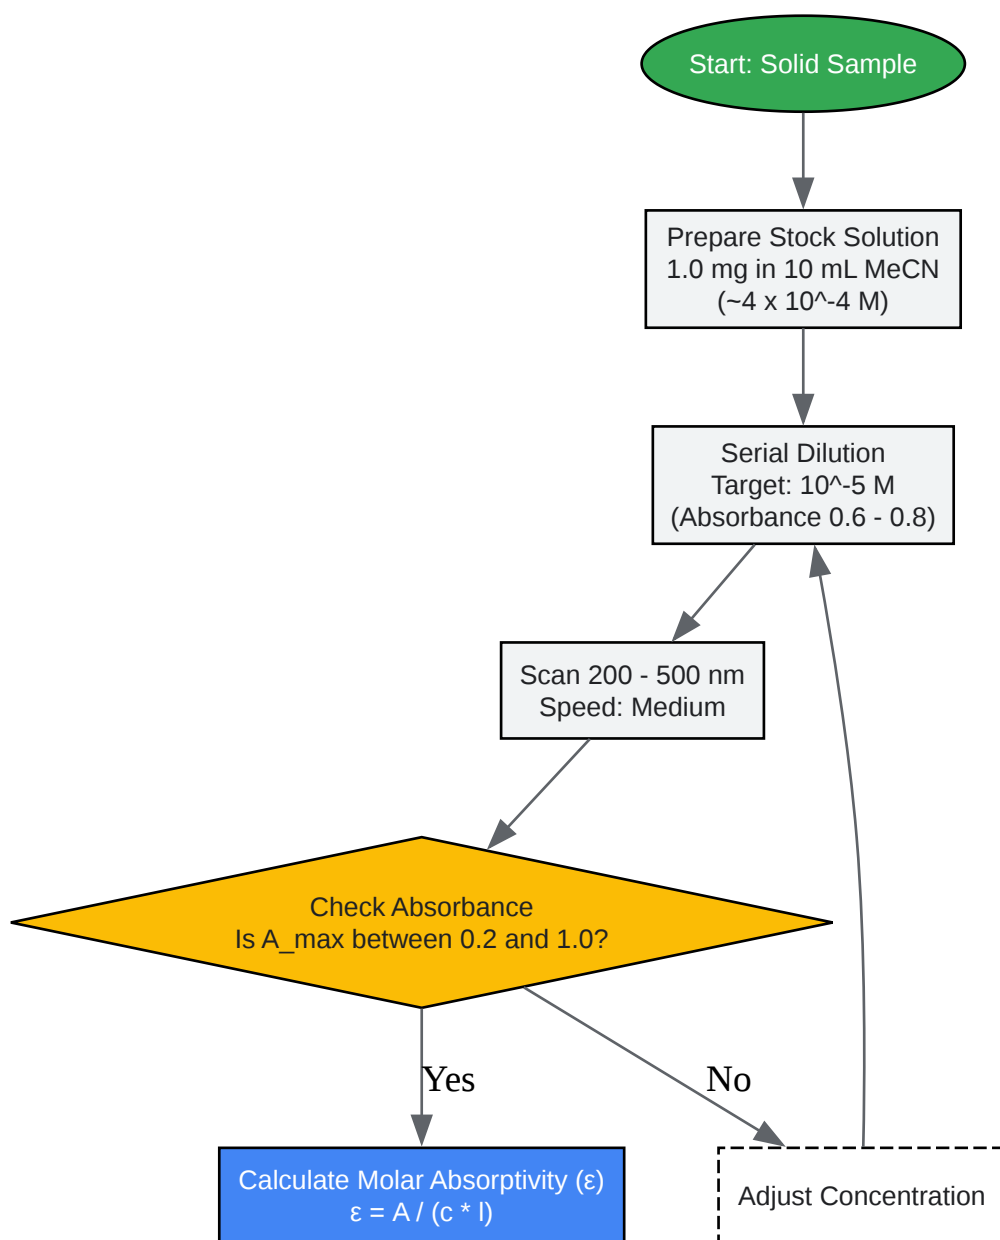 Start: Solid Sample
Prepare Stock Solution
1.0 mg in 10 mL MeCN
(~4 x 10^-4 M)
Serial Dilution
Target: 10^-5 M
(Absorbance 0.6 - 0.8)
Scan 200 - 500 nm
Speed: Medium
Check Absorbance
Is A_max between 0.2 and 1.0?
Yes
No
Calculate Molar Absorptivity (ε)
ε = A / (c * l)
Adjust Concentration